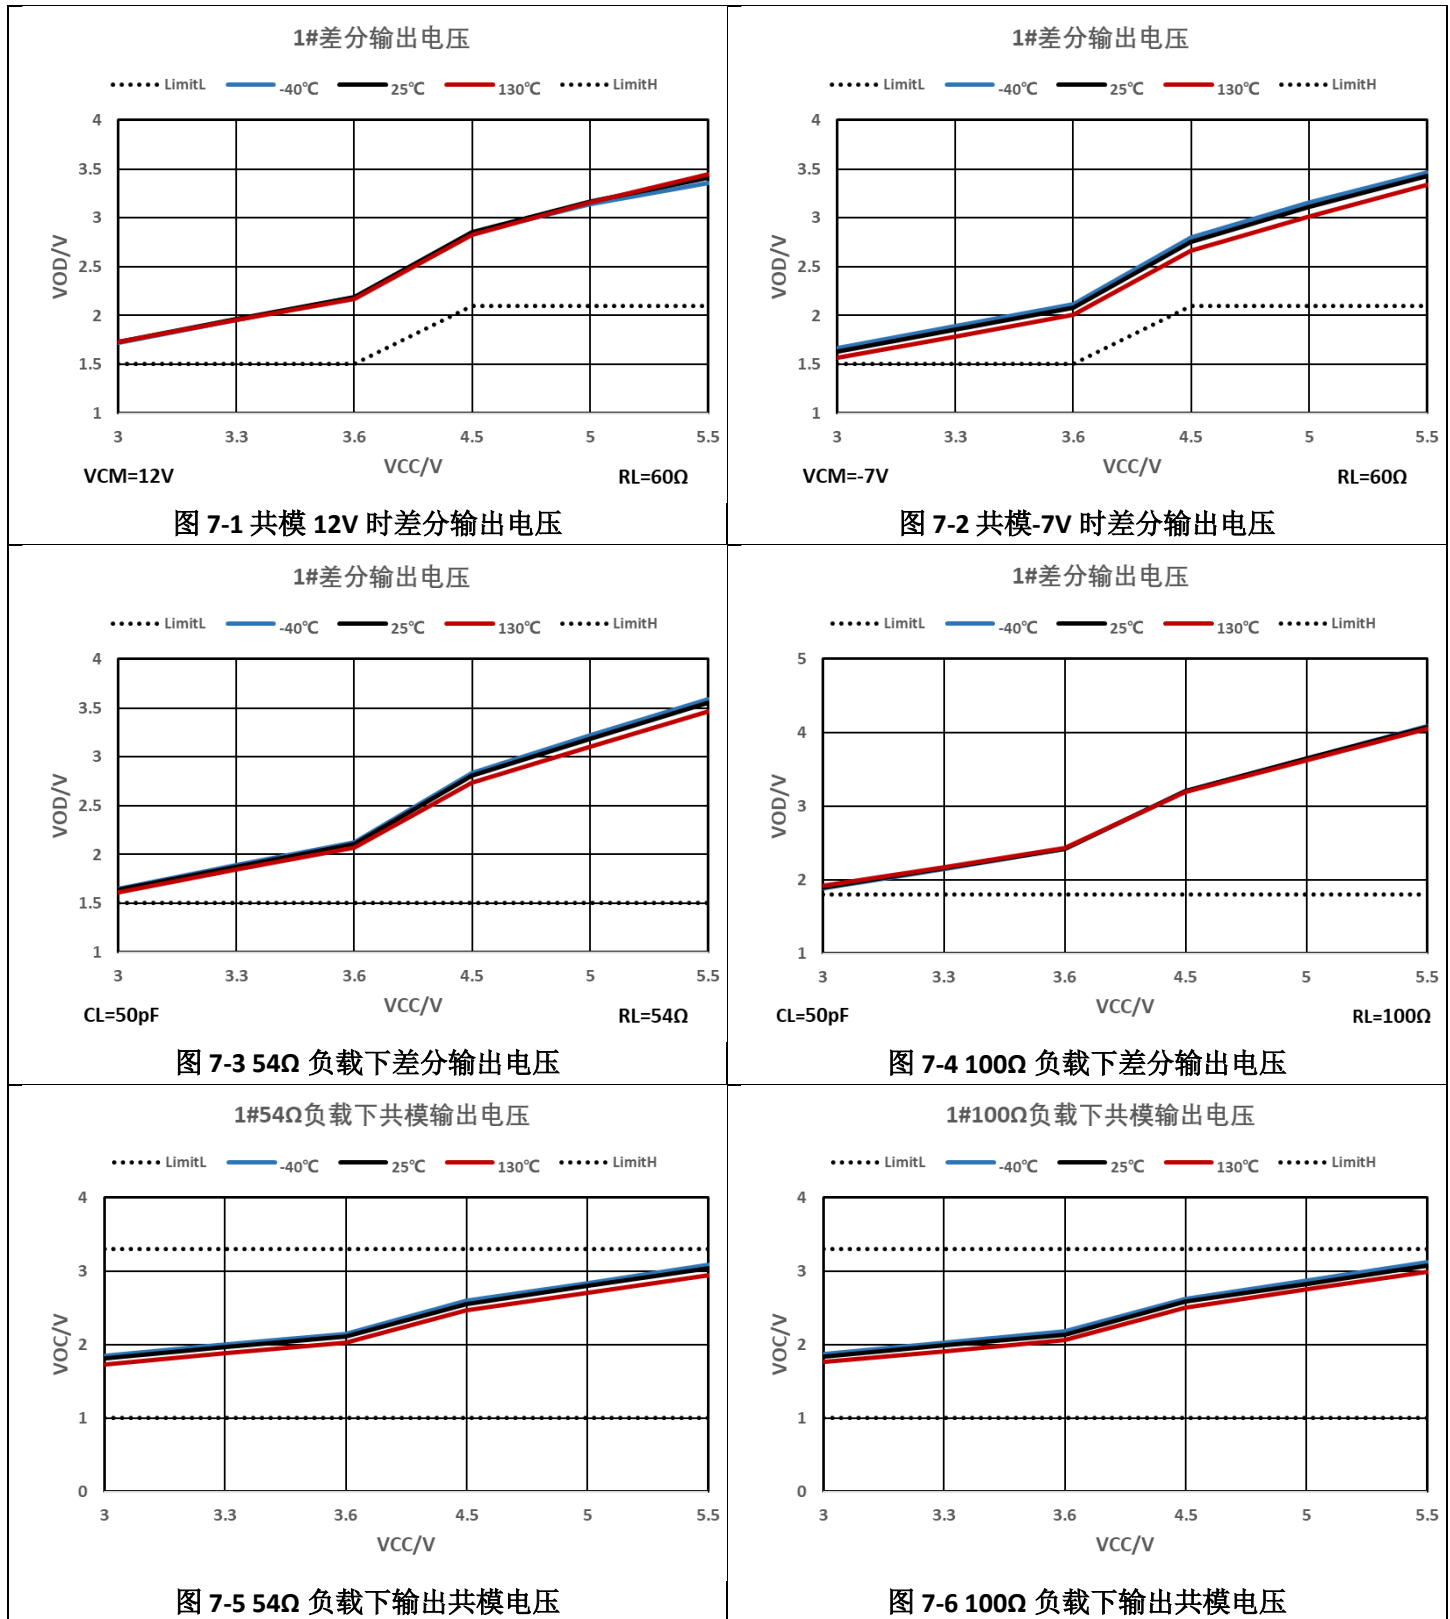 1#差分输出电压
LimitL -40℃ 25℃ 130℃ LimitH
4
3.5
3
2.5
2
1.5
1
VOD/V
3 3.3 3.6 4.5 5 5.5
VCC/V
VCM=12V RL=60Ω
图 7-1 共模 12V 时差分输出电压
1#差分输出电压
LimitL -40℃ 25℃ 130℃ LimitH
4
3.5
3
2.5
2
1.5
1
VOD/V
3 3.3 3.6 4.5 5 5.5
VCC/V
VCM=-7V RL=60Ω
图 7-2 共模-7V 时差分输出电压
1#差分输出电压
LimitL -40℃ 25℃ 130℃ LimitH
4
3.5
3
2.5
2
1.5
1
VOD/V
3 3.3 3.6 4.5 5 5.5
VCC/V
CL=50pF RL=54Ω
图 7-3 54Ω 负载下差分输出电压
1#差分输出电压
LimitL -40℃ 25℃ 130℃ LimitH
5
4
3
2
1
VOD/V
3 3.3 3.6 4.5 5 5.5
VCC/V
CL=50pF RL=100Ω
图 7-4 100Ω 负载下差分输出电压
1#54Ω负载下共模输出电压
LimitL -40℃ 25℃ 130℃ LimitH
4
3
2
1
0
VOC/V
3 3.3 3.6 4.5 5 5.5
VCC/V
图 7-5 54Ω 负载下输出共模电压
1#100Ω负载下共模输出电压
LimitL -40℃ 25℃ 130℃ LimitH
4
3
2
1
0
VOC/V
3 3.3 3.6 4.5 5 5.5
VCC/V
图 7-6 100Ω 负载下输出共模电压